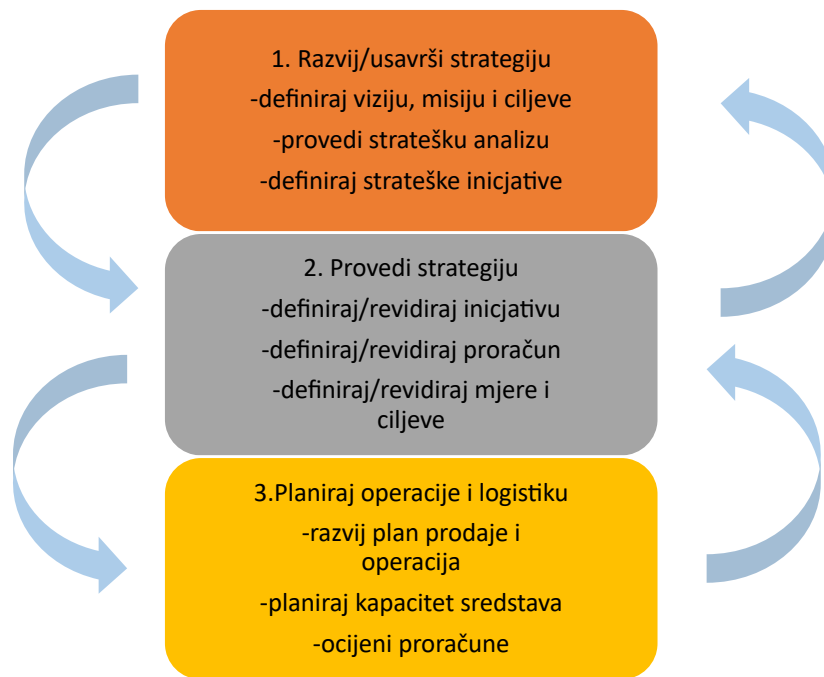 1. Razvij/usavrši strategiju
-definiraj viziju, misiju i ciljeve
-provedi stratešku analizu
-definiraj strateške inicjative
2. Provedi strategiju
-definiraj/revidiraj inicjativu
-definiraj/revidiraj proračun
-definiraj/revidiraj mjere i
ciljeve
3.Planiraj operacije i logistiku
-razvij plan prodaje i
operacija
-planiraj kapacitet sredstava
-ocijeni proračune